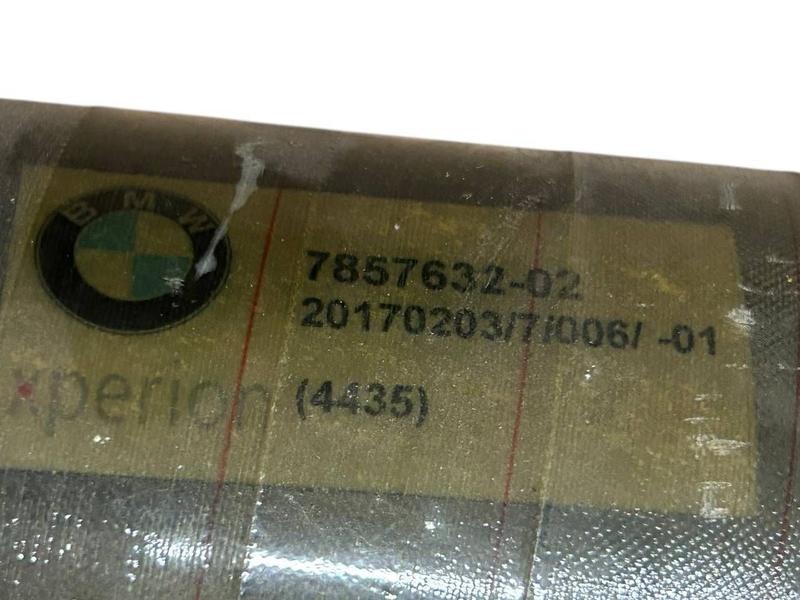 BMW
7857632-02
20170203/7/006/ -01
xperion (4435)